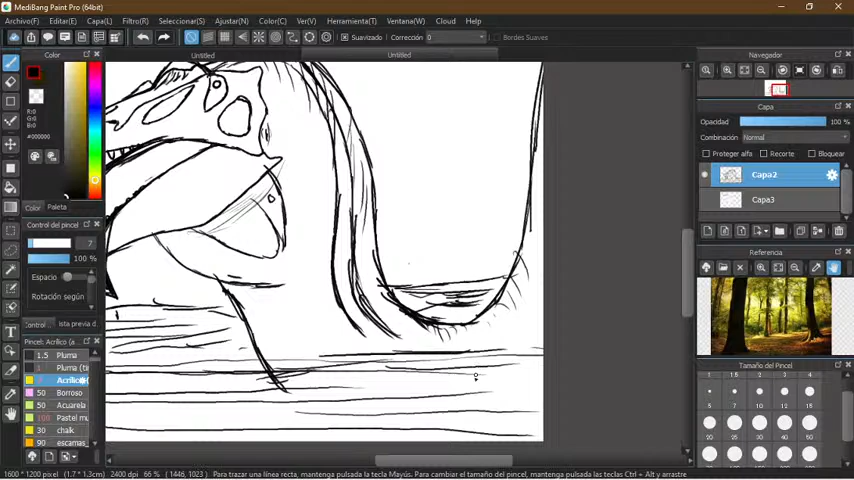 MediBang Paint Pro (64bit)
Archivo(F) Editar(E) Capa(L) Filtro(R) Seleccionar(S) Ajustar(N) Color(C) Ver(V) Herramienta(T) Ventana(W) Cloud Help
Suavizado Corrección 0 Bordes Suaves
Color
R:0
G:0
B:0
#000000
Color Paleta
Control del pincel
7
100 %
Espacio
Rotación según
Control ista previa d
Pincel: Acrílico (a
1.5 Pluma
Pluma (ti
Acrílico
50 Borroso
50 Acuarela
100 Pastel mu
30 chalk
90 escamas_
Untitled Untitled
Navegador
Capa
Opacidad 100 %
Combinación Normal
Proteger alfa Recorte Bloquear
Capa2
Capa3
Referencia
Tamaño del Pincel
1 1.5 2 3 4
5 7 10 12 15
20 25 30 40 50
1600 * 1200 pixel (1.7 * 1.3cm) 2400 dpi 66 % (1446, 1023) Para trazar una línea recta, mantenga pulsada la tecla Mayús. Para cambiar el tamaño del pincel, mantenga pulsadas las teclas Ctrl + Alt y arrastre